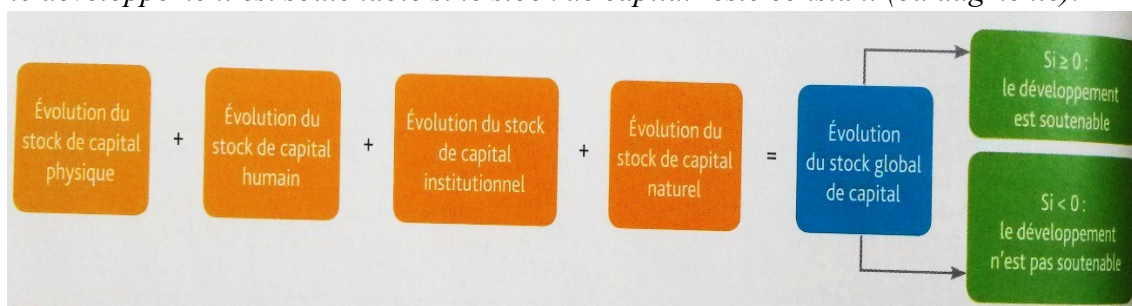 Évolution du
stock de capital
physique
+
Évolution du
stock de capital
humain
+
Évolution du stock
de capital
institutionnel
+
Évolution du
stock de capital
naturel
=
Évolution
du stock global
de capital
Si ≥ 0 :
le développement
est soutenable
Si < 0 :
le développement
n'est pas soutenable